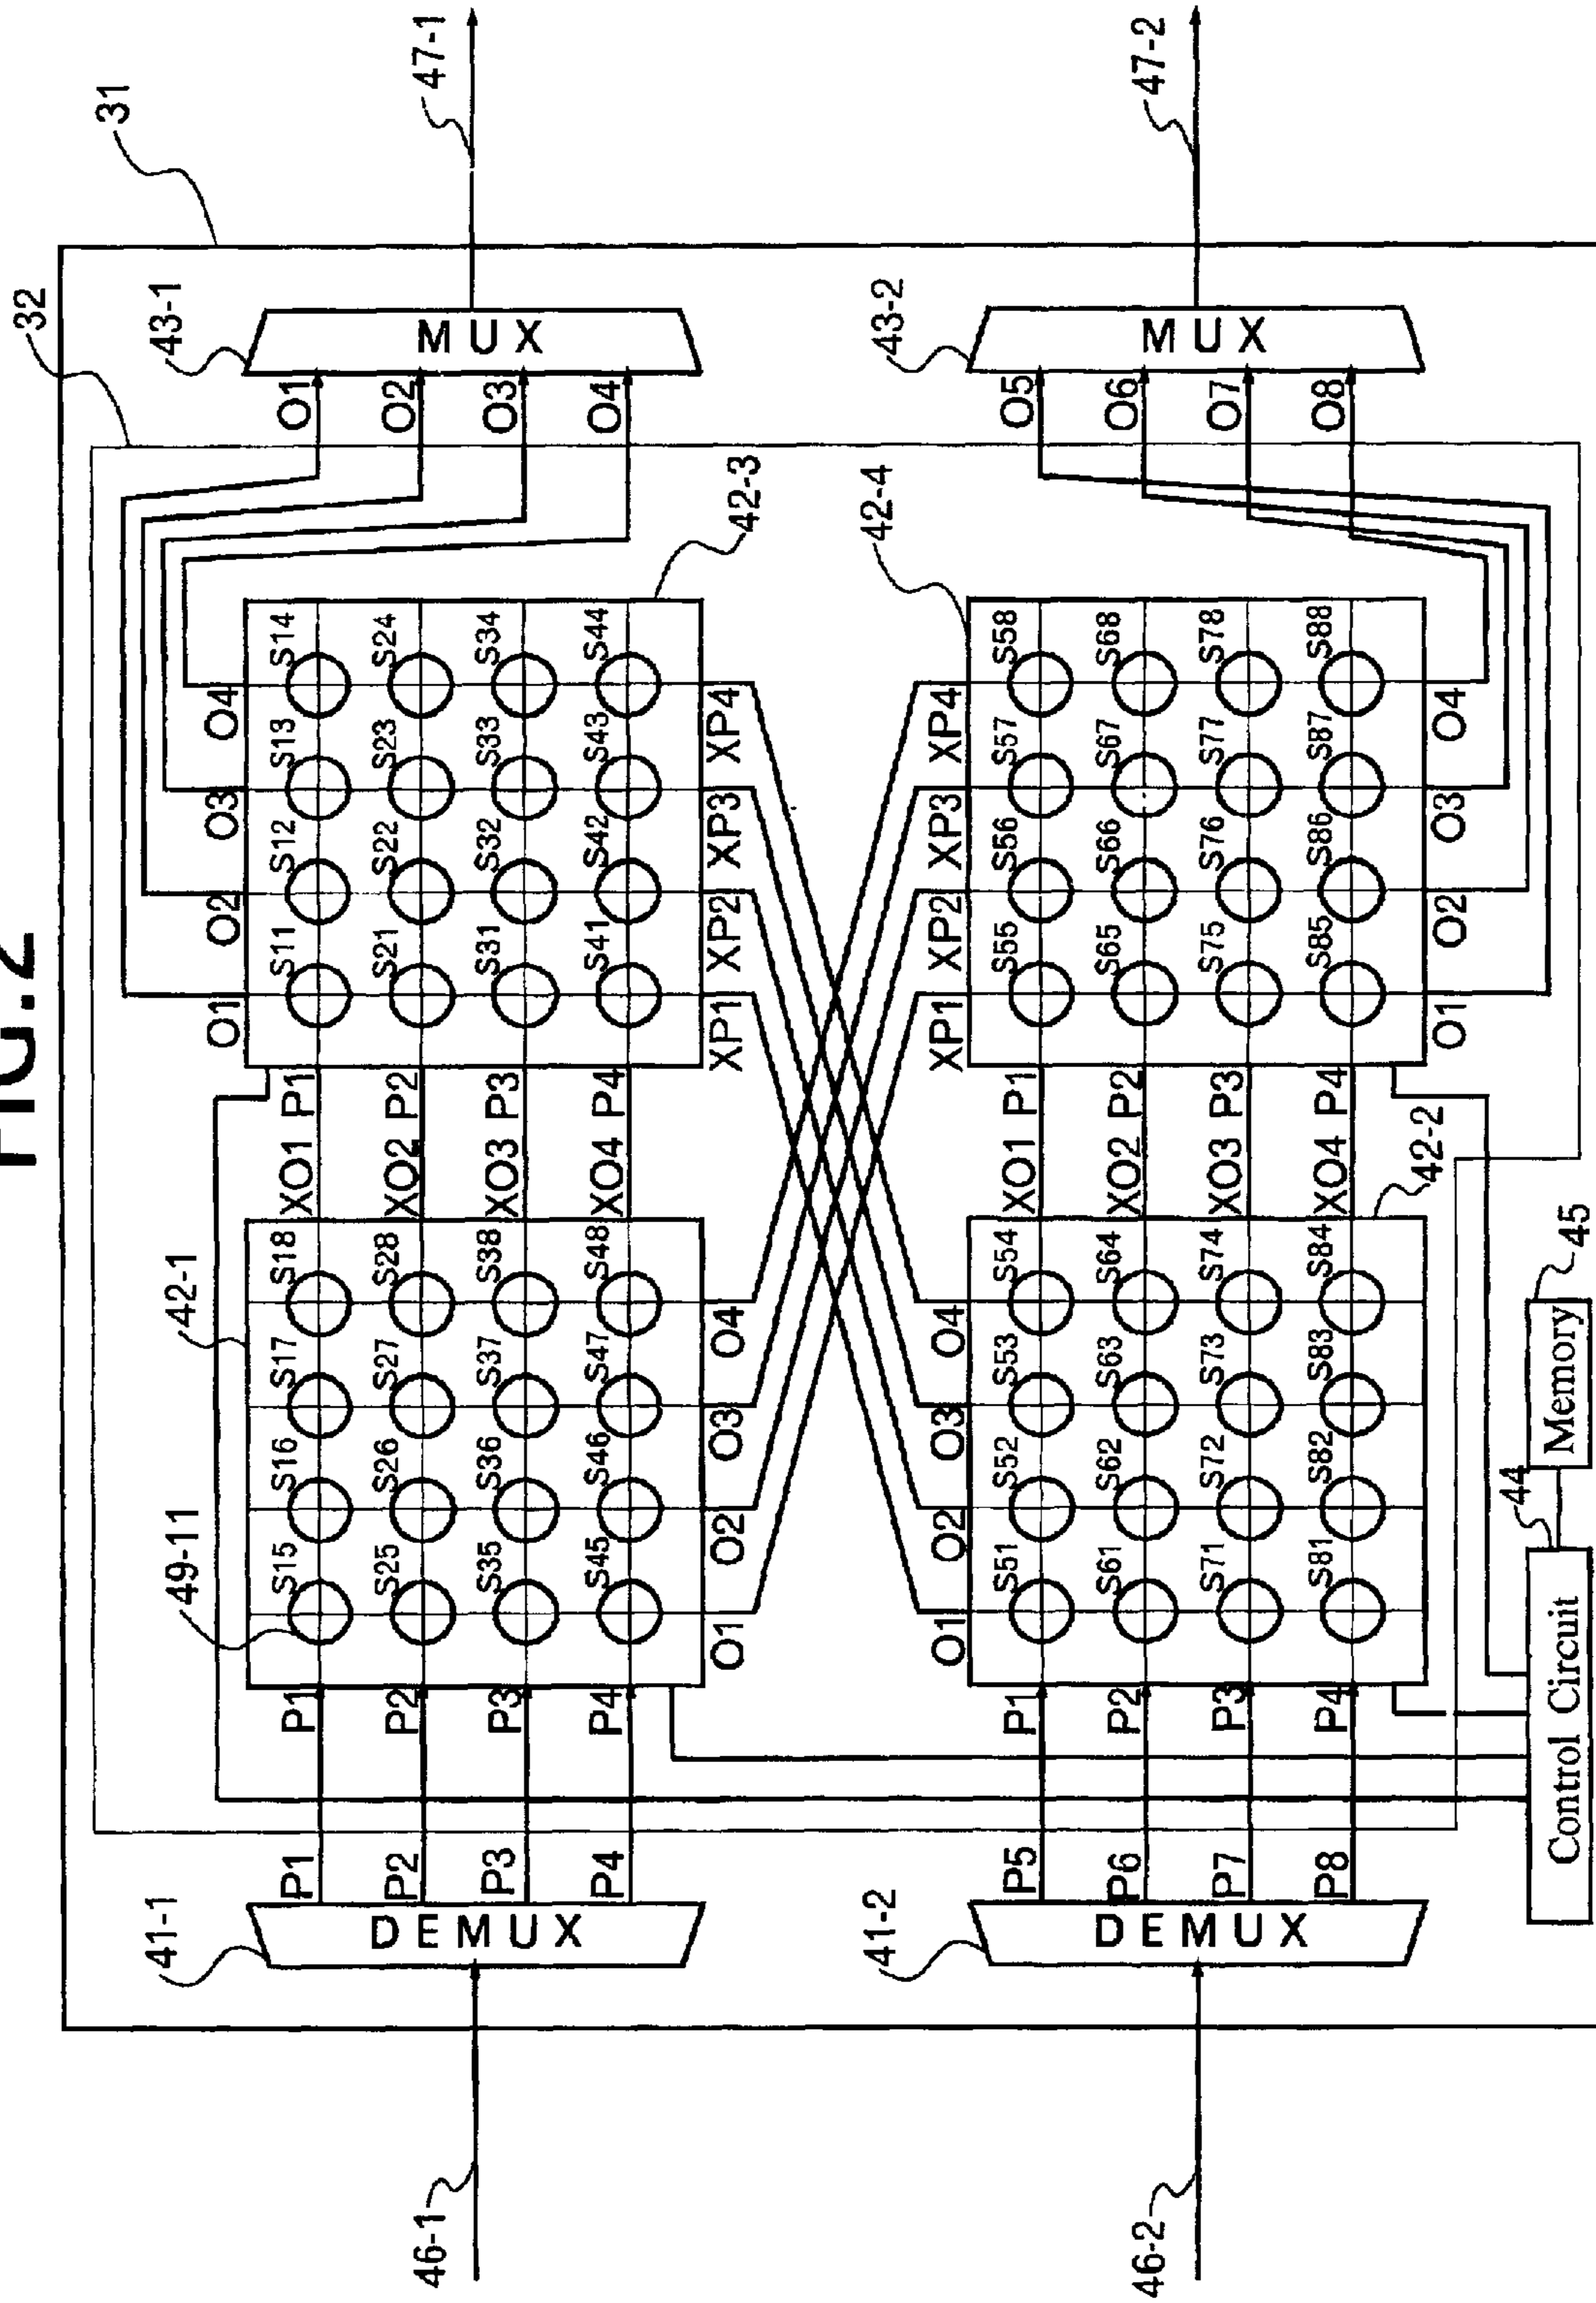 FIG.2
31
32
46-1
41-1
DEMUX
P1
P2
P3
P4
P1
P2
P3
P4
49-11
42-1
S15 S16 S17 S18
S25 S26 S27 S28
S35 S36 S37 S38
S45 S46 S47 S48
O1 O2 O3 O4
XO1 P1
XO2 P2
XO3 P3
XO4 P4
O1 O2 O3 O4
S11 S12 S13 S14
S21 S22 S23 S24
S31 S32 S33 S34
S41 S42 S43 S44
XP1 XP2 XP3 XP4
42-3
O1
O2
O3
O4
43-1
MUX
47-1
46-2
41-2
DEMUX
P5
P6
P7
P8
P1
P2
P3
P4
O1 O2 O3 O4
S51 S52 S53 S54
S61 S62 S63 S64
S71 S72 S73 S74
S81 S82 S83 S84
42-2
XO1 P1
XO2 P2
XO3 P3
XO4 P4
XP1 XP2 XP3 XP4
42-4
S55 S56 S57 S58
S65 S66 S67 S68
S75 S76 S77 S78
S85 S86 S87 S88
O1 O2 O3 O4
O5
O6
O7
O8
43-2
MUX
47-2
Control Circuit
44
Memory
45